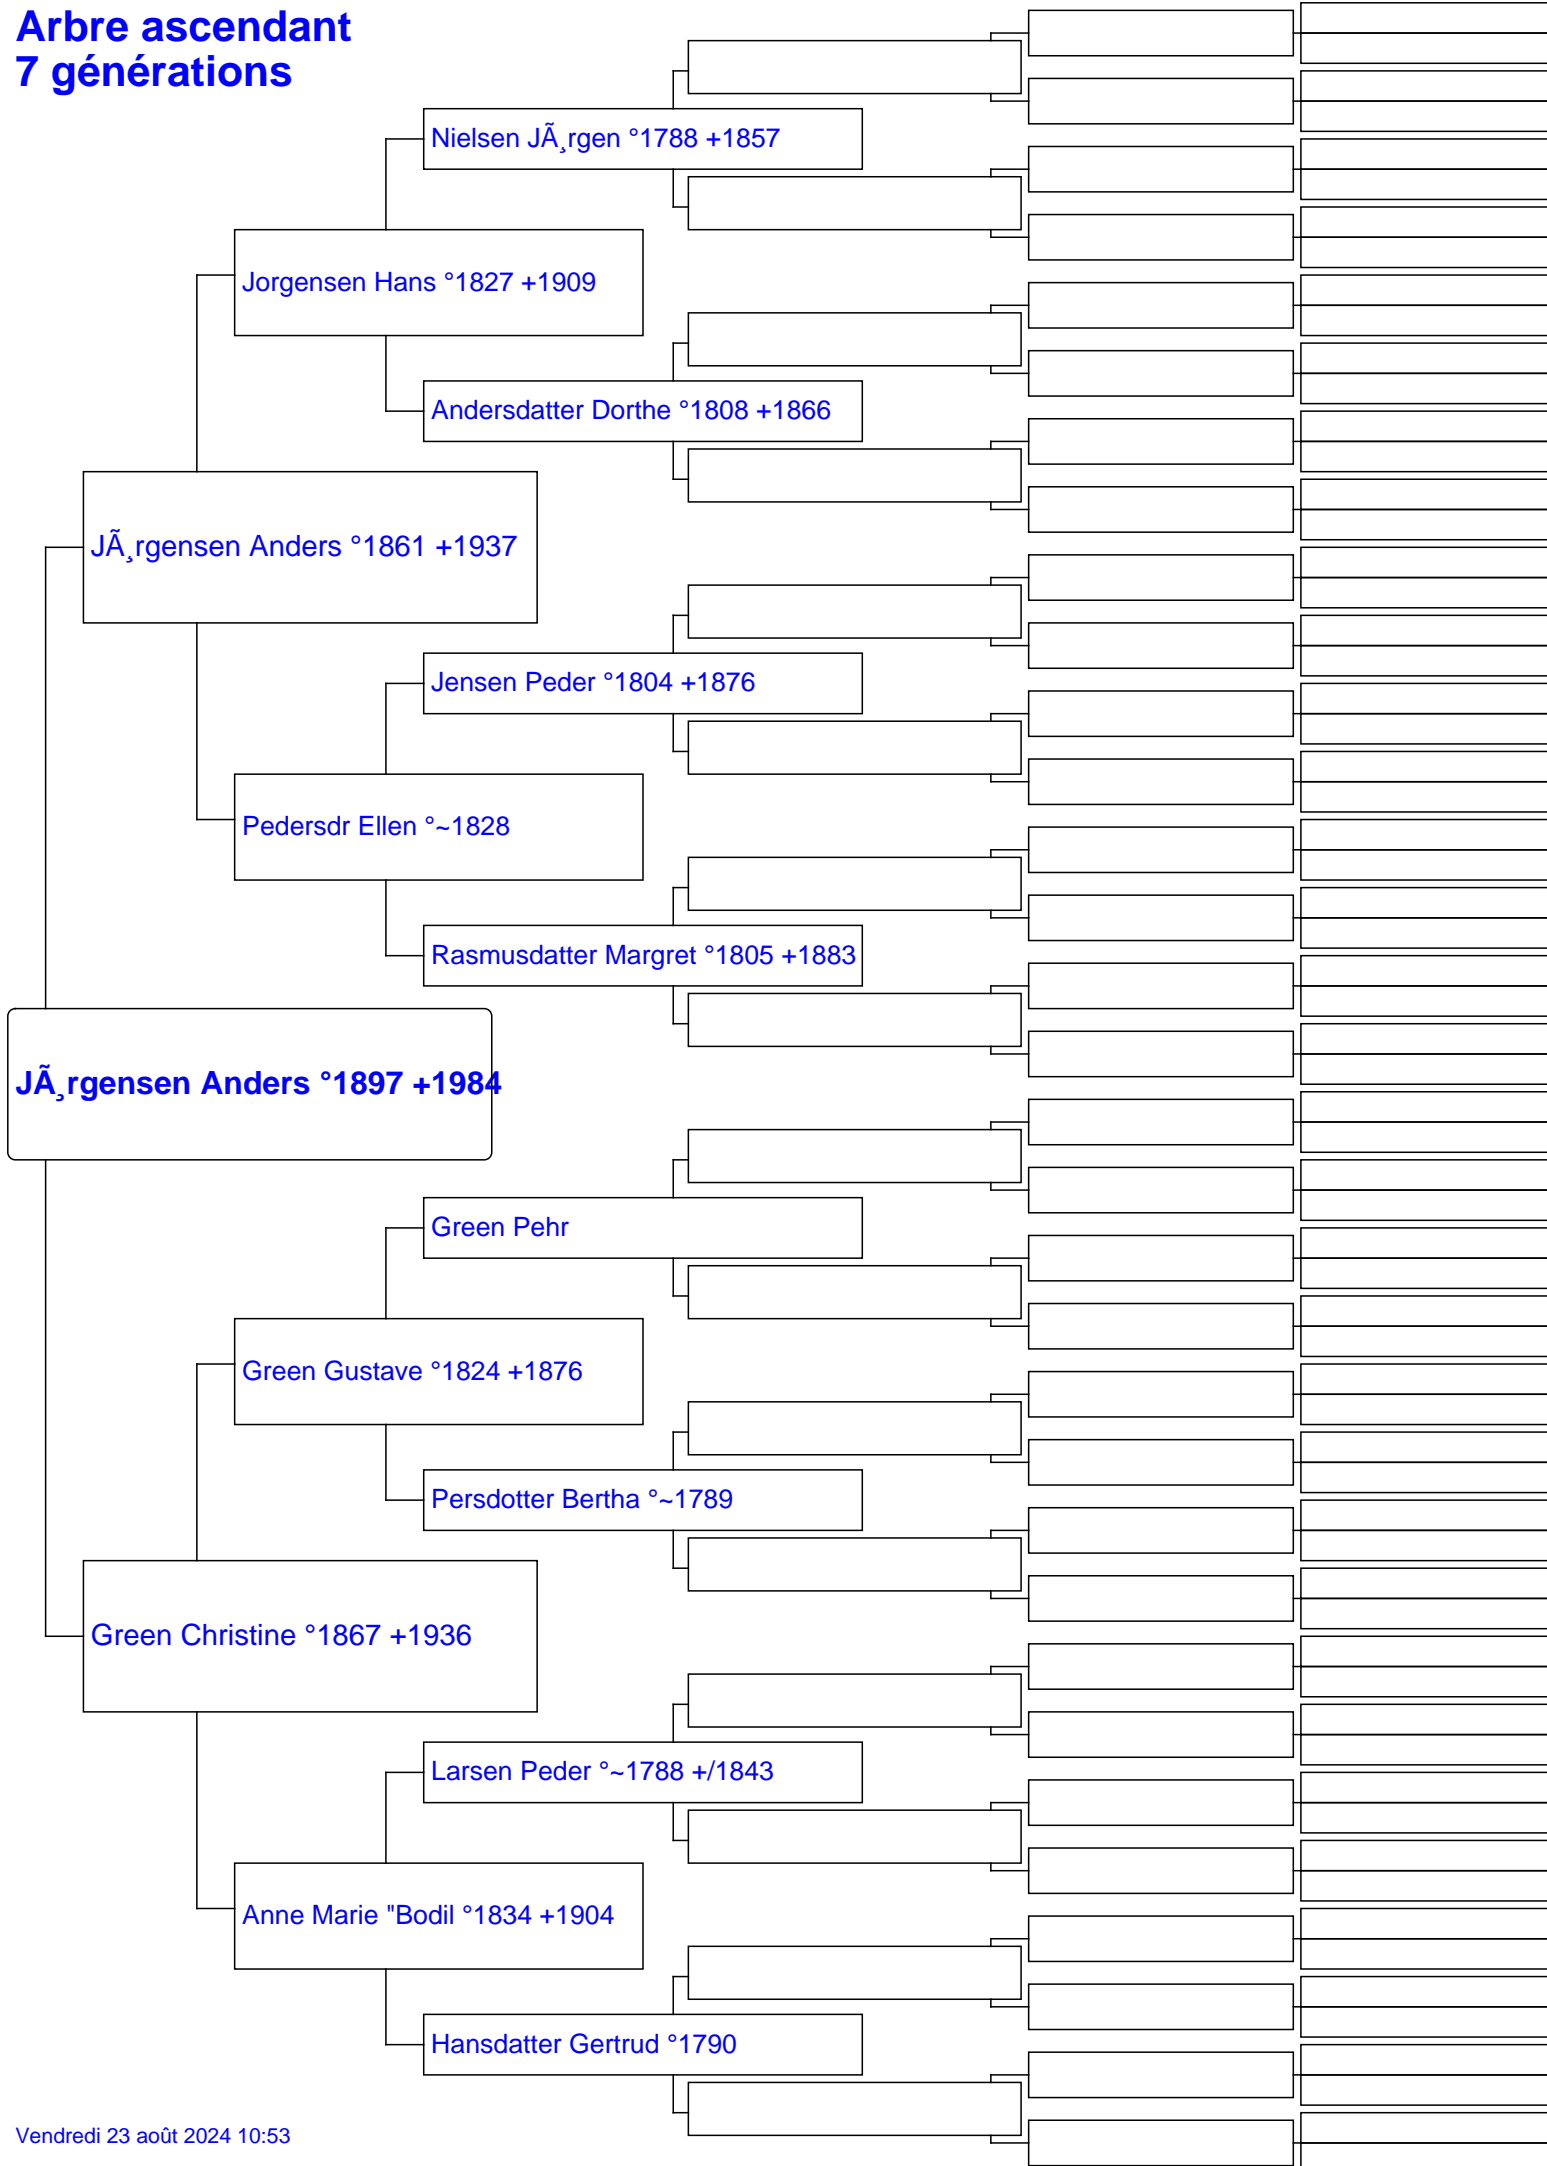 Arbre ascendant
7 générations
Nielsen JÃ¸rgen °1788 +1857
Jorgensen Hans °1827 +1909
Andersdatter Dorthe °1808 +1866
JÃ¸rgensen Anders °1861 +1937
Jensen Peder °1804 +1876
Pedersdr Ellen °~1828
Rasmusdatter Margret °1805 +1883
JÃ¸rgensen Anders °1897 +1984
Green Pehr
Green Gustave °1824 +1876
Persdotter Bertha °~1789
Green Christine °1867 +1936
Larsen Peder °~1788 +/1843
Anne Marie "Bodil °1834 +1904
Hansdatter Gertrud °1790
Vendredi 23 août 2024 10:53